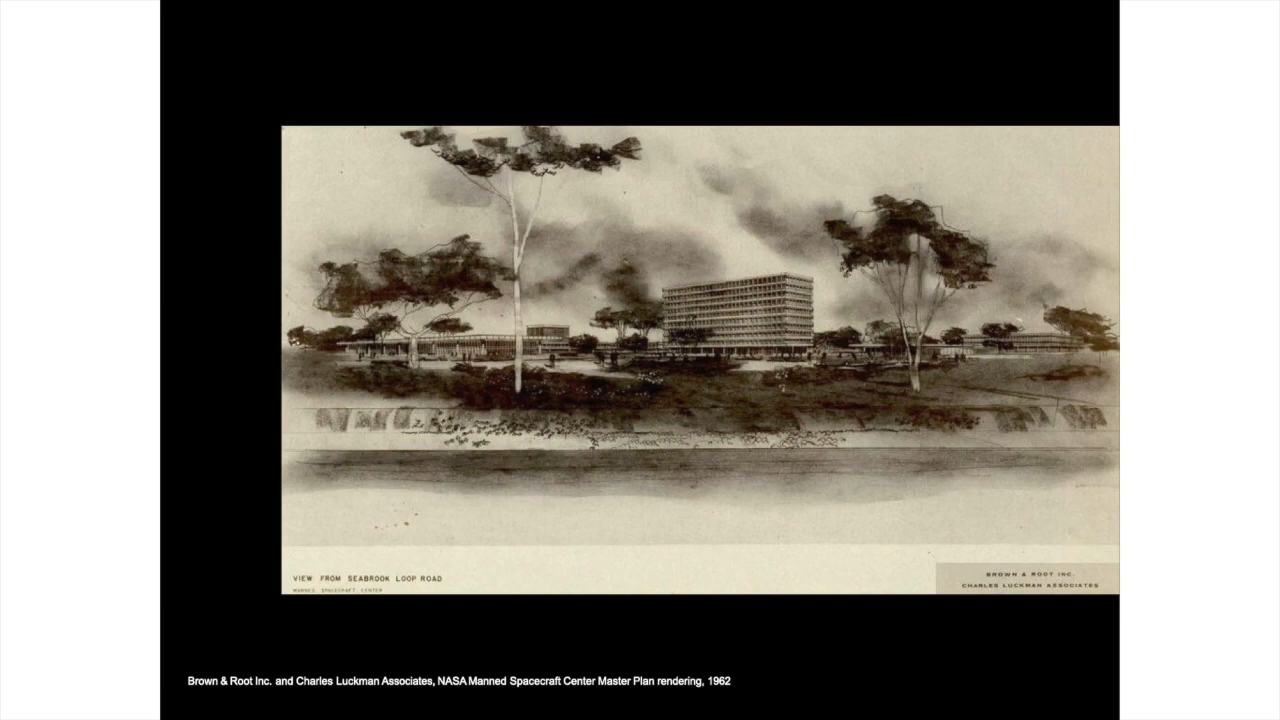 VIEW FROM SEABROOK LOOP ROAD
MANNED SPACECRAFT CENTER
BROWN & ROOT INC.
CHARLES LUCKMAN ASSOCIATES
Brown & Root Inc. and Charles Luckman Associates, NASA Manned Spacecraft Center Master Plan rendering, 1962